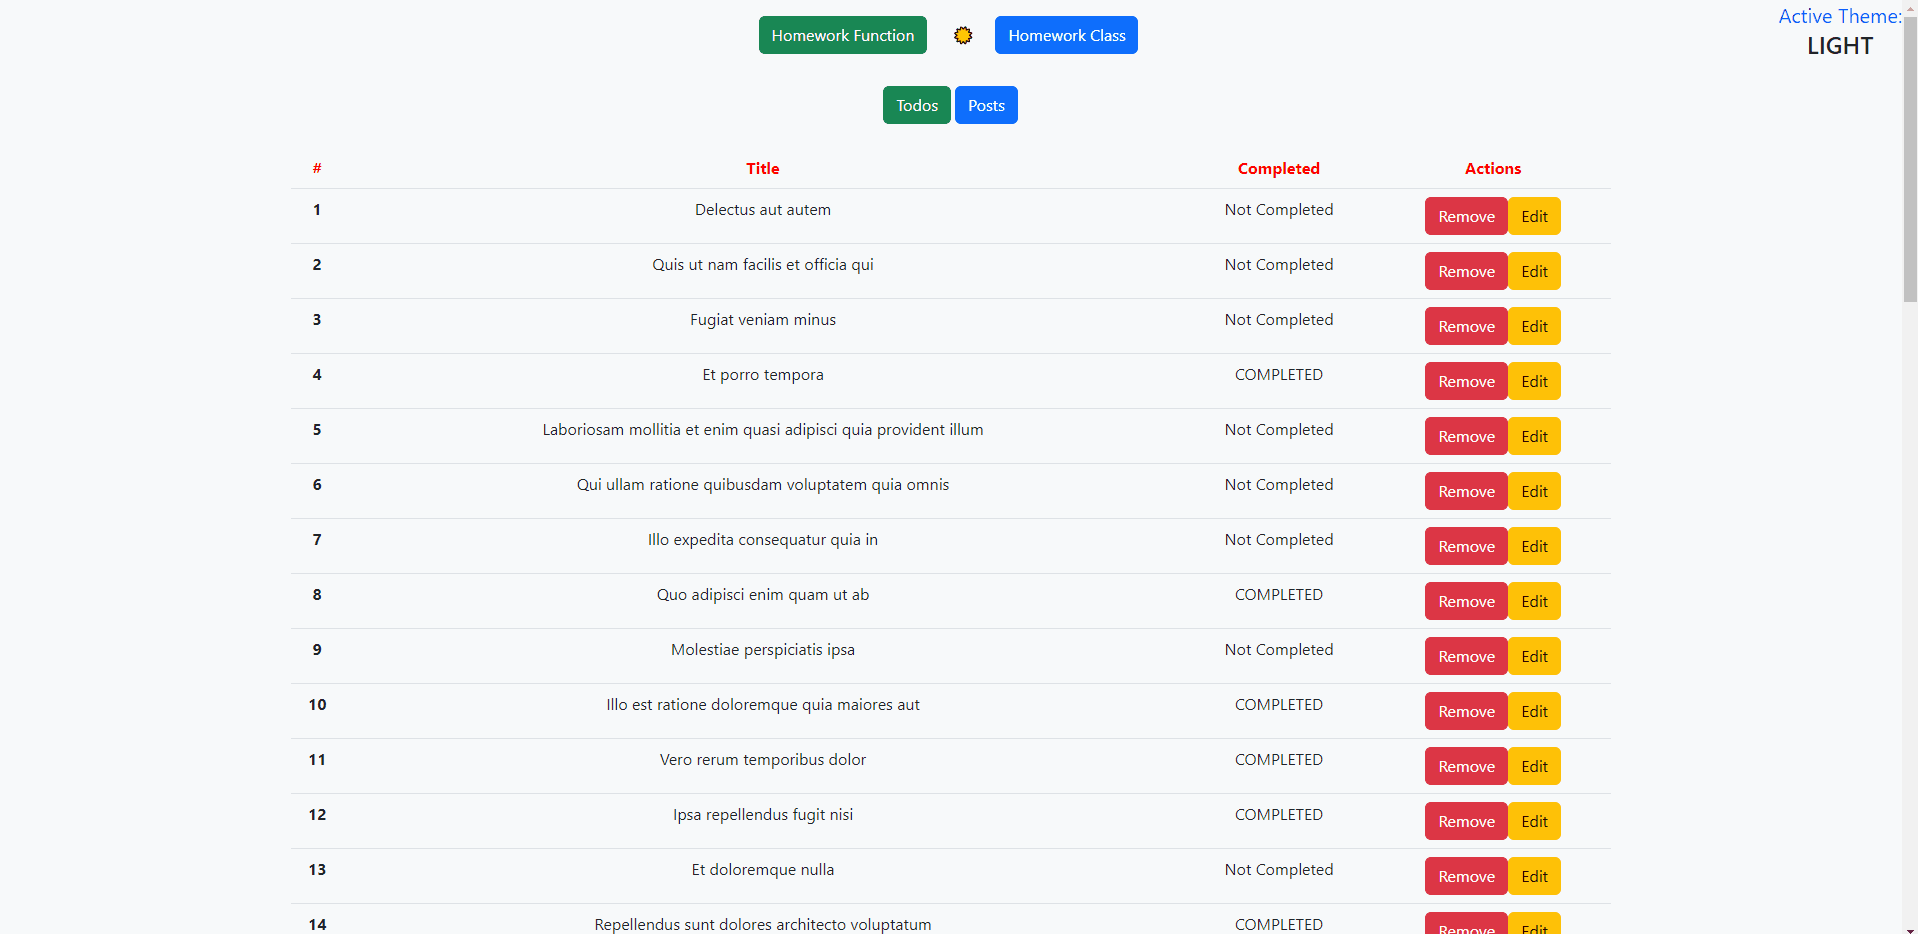 Homework Function Homework Class
Active Theme:
LIGHT
Todos Posts
# Title Completed Actions
1 Delectus aut autem Not Completed Remove Edit
2 Quis ut nam facilis et officia qui Not Completed Remove Edit
3 Fugiat veniam minus Not Completed Remove Edit
4 Et porro tempora COMPLETED Remove Edit
5 Laboriosam mollitia et enim quasi adipisci quia provident illum Not Completed Remove Edit
6 Qui ullam ratione quibusdam voluptatem quia omnis Not Completed Remove Edit
7 Illo expedita consequatur quia in Not Completed Remove Edit
8 Quo adipisci enim quam ut ab COMPLETED Remove Edit
9 Molestiae perspiciatis ipsa Not Completed Remove Edit
10 Illo est ratione doloremque quia maiores aut COMPLETED Remove Edit
11 Vero rerum temporibus dolor COMPLETED Remove Edit
12 Ipsa repellendus fugit nisi COMPLETED Remove Edit
13 Et doloremque nulla Not Completed Remove Edit
14 Repellendus sunt dolores architecto voluptatum COMPLETED Remove Edit